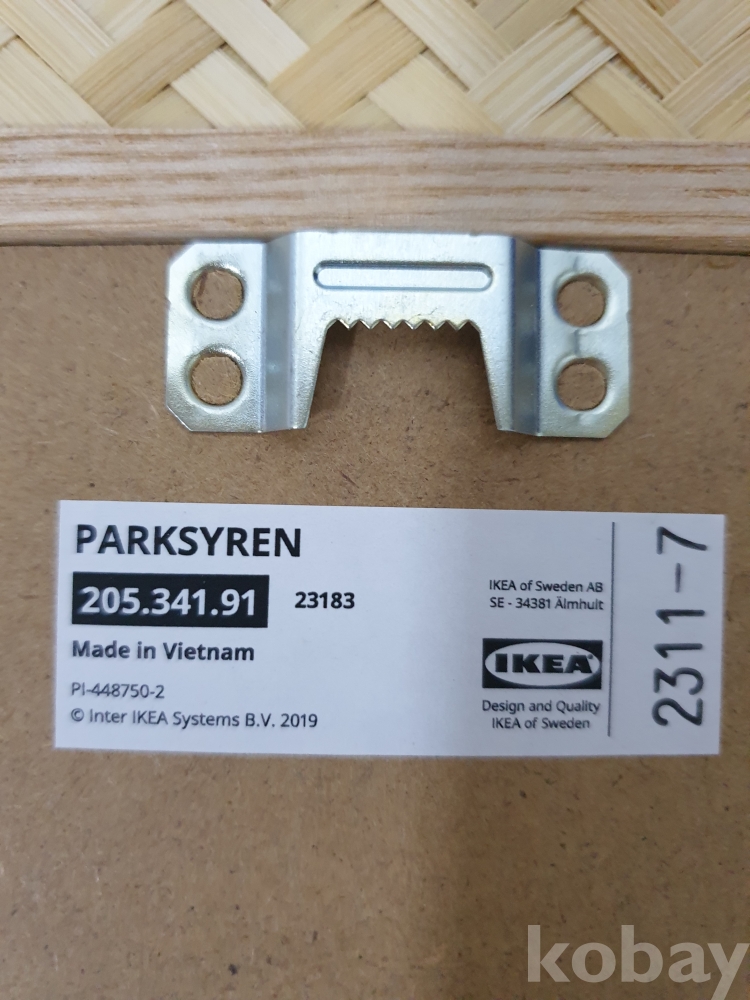 PARKSYREN
205.341.91 23183
Made in Vietnam
PI-448750-2
© Inter IKEA Systems B.V. 2019
IKEA of Sweden AB
SE - 34381 Älmhult
IKEA
Design and Quality
IKEA of Sweden
2311-7
kobay